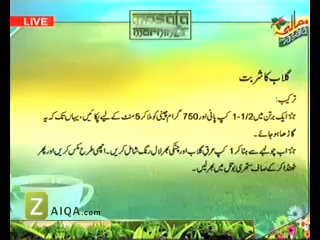 LIVE
masala
mornings
مصالحہ
masala
گلاب کا شربت
ترکیب:
☆ایک برتن میں 1/2-1 کپ پانی اور 750 گرام چینی کو ملا کر 5 منٹ کے لیے پکائیں، یہاں تک کہ یہ
گاڑھا ہو جائے۔
☆اب چولہے سے ہٹا کر 1 کپ عرق گلاب اور چٹکی بھر لال رنگ شامل کریں۔ اچھی طرح مکس کریں اور پھر
ٹھنڈا کر کے صاف ستھری بوتل میں بھر لیں۔
ZAIQA.com